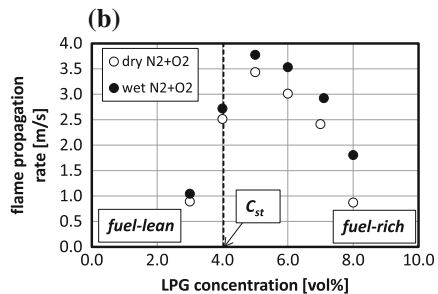 (b)
4.0
3.5
3.0
2.5
2.0
1.5
1.0
0.5
0.0
flame propagation
rate [m/s]
dry N2+O2
wet N2+O2
fuel-lean
Cst
fuel-rich
0.0 2.0 4.0 6.0 8.0 10.0
LPG concentration [vol%]